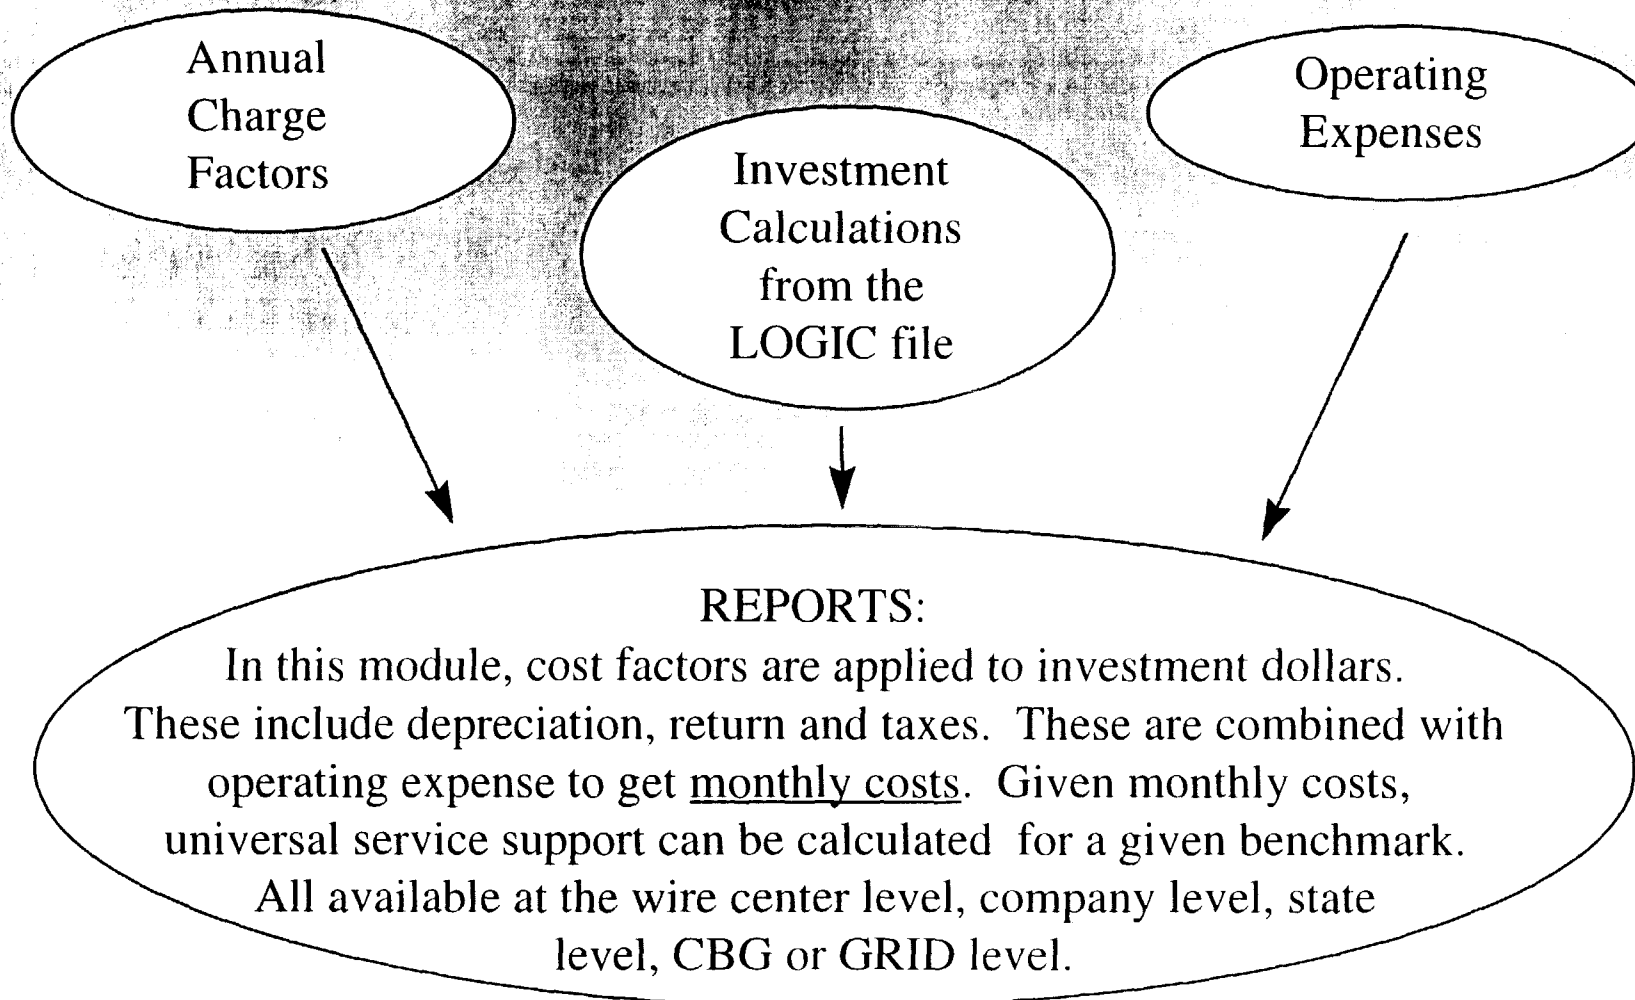 Annual
Charge
Factors
Investment
Calculations
from the
LOGIC file
Operating
Expenses
REPORTS:
In this module, cost factors are applied to investment dollars.
These include depreciation, return and taxes.  These are combined with
operating expense to get monthly costs.  Given monthly costs,
universal service support can be calculated  for a given benchmark.
All available at the wire center level, company level, state
level, CBG or GRID level.